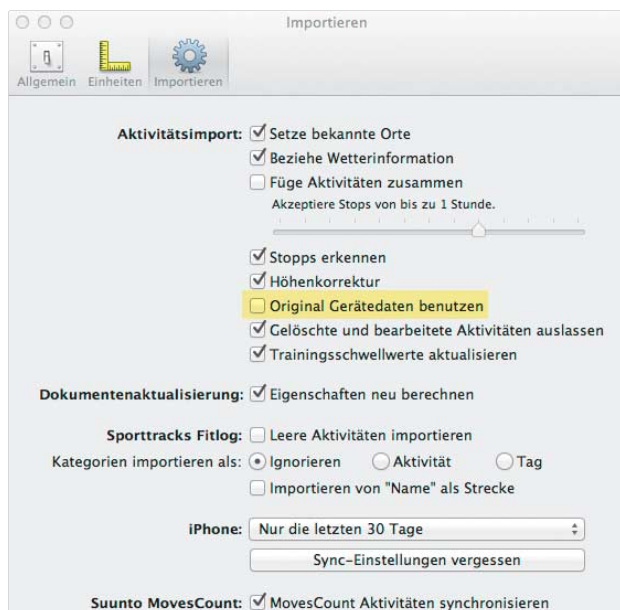 Importieren
Allgemein Einheiten Importieren
Aktivitätsimport: Setze bekannte Orte
Beziehe Wetterinformation
Füge Aktivitäten zusammen
Akzeptiere Stops von bis zu 1 Stunde.
Stopps erkennen
Höhenkorrektur
Original Gerätedaten benutzen
Gelöschte und bearbeitete Aktivitäten auslassen
Trainingsschwellwerte aktualisieren
Dokumentenaktualisierung: Eigenschaften neu berechnen
Sporttracks Fitlog: Leere Aktivitäten importieren
Kategorien importieren als: Ignorieren Aktivität Tag
Importieren von "Name" als Strecke
iPhone: Nur die letzten 30 Tage
Sync-Einstellungen vergessen
Suunto MovesCount: MovesCount Aktivitäten synchronisieren